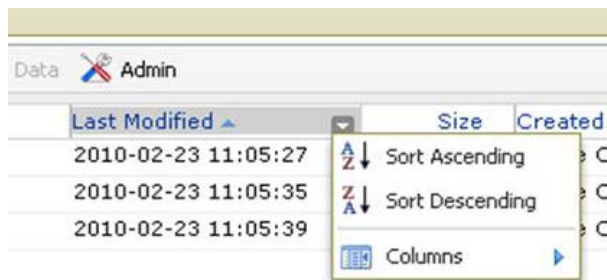 Data Admin
Last Modified Size Created
2010-02-23 11:05:27
Sort Ascending
2010-02-23 11:05:35
Sort Descending
2010-02-23 11:05:39
Columns